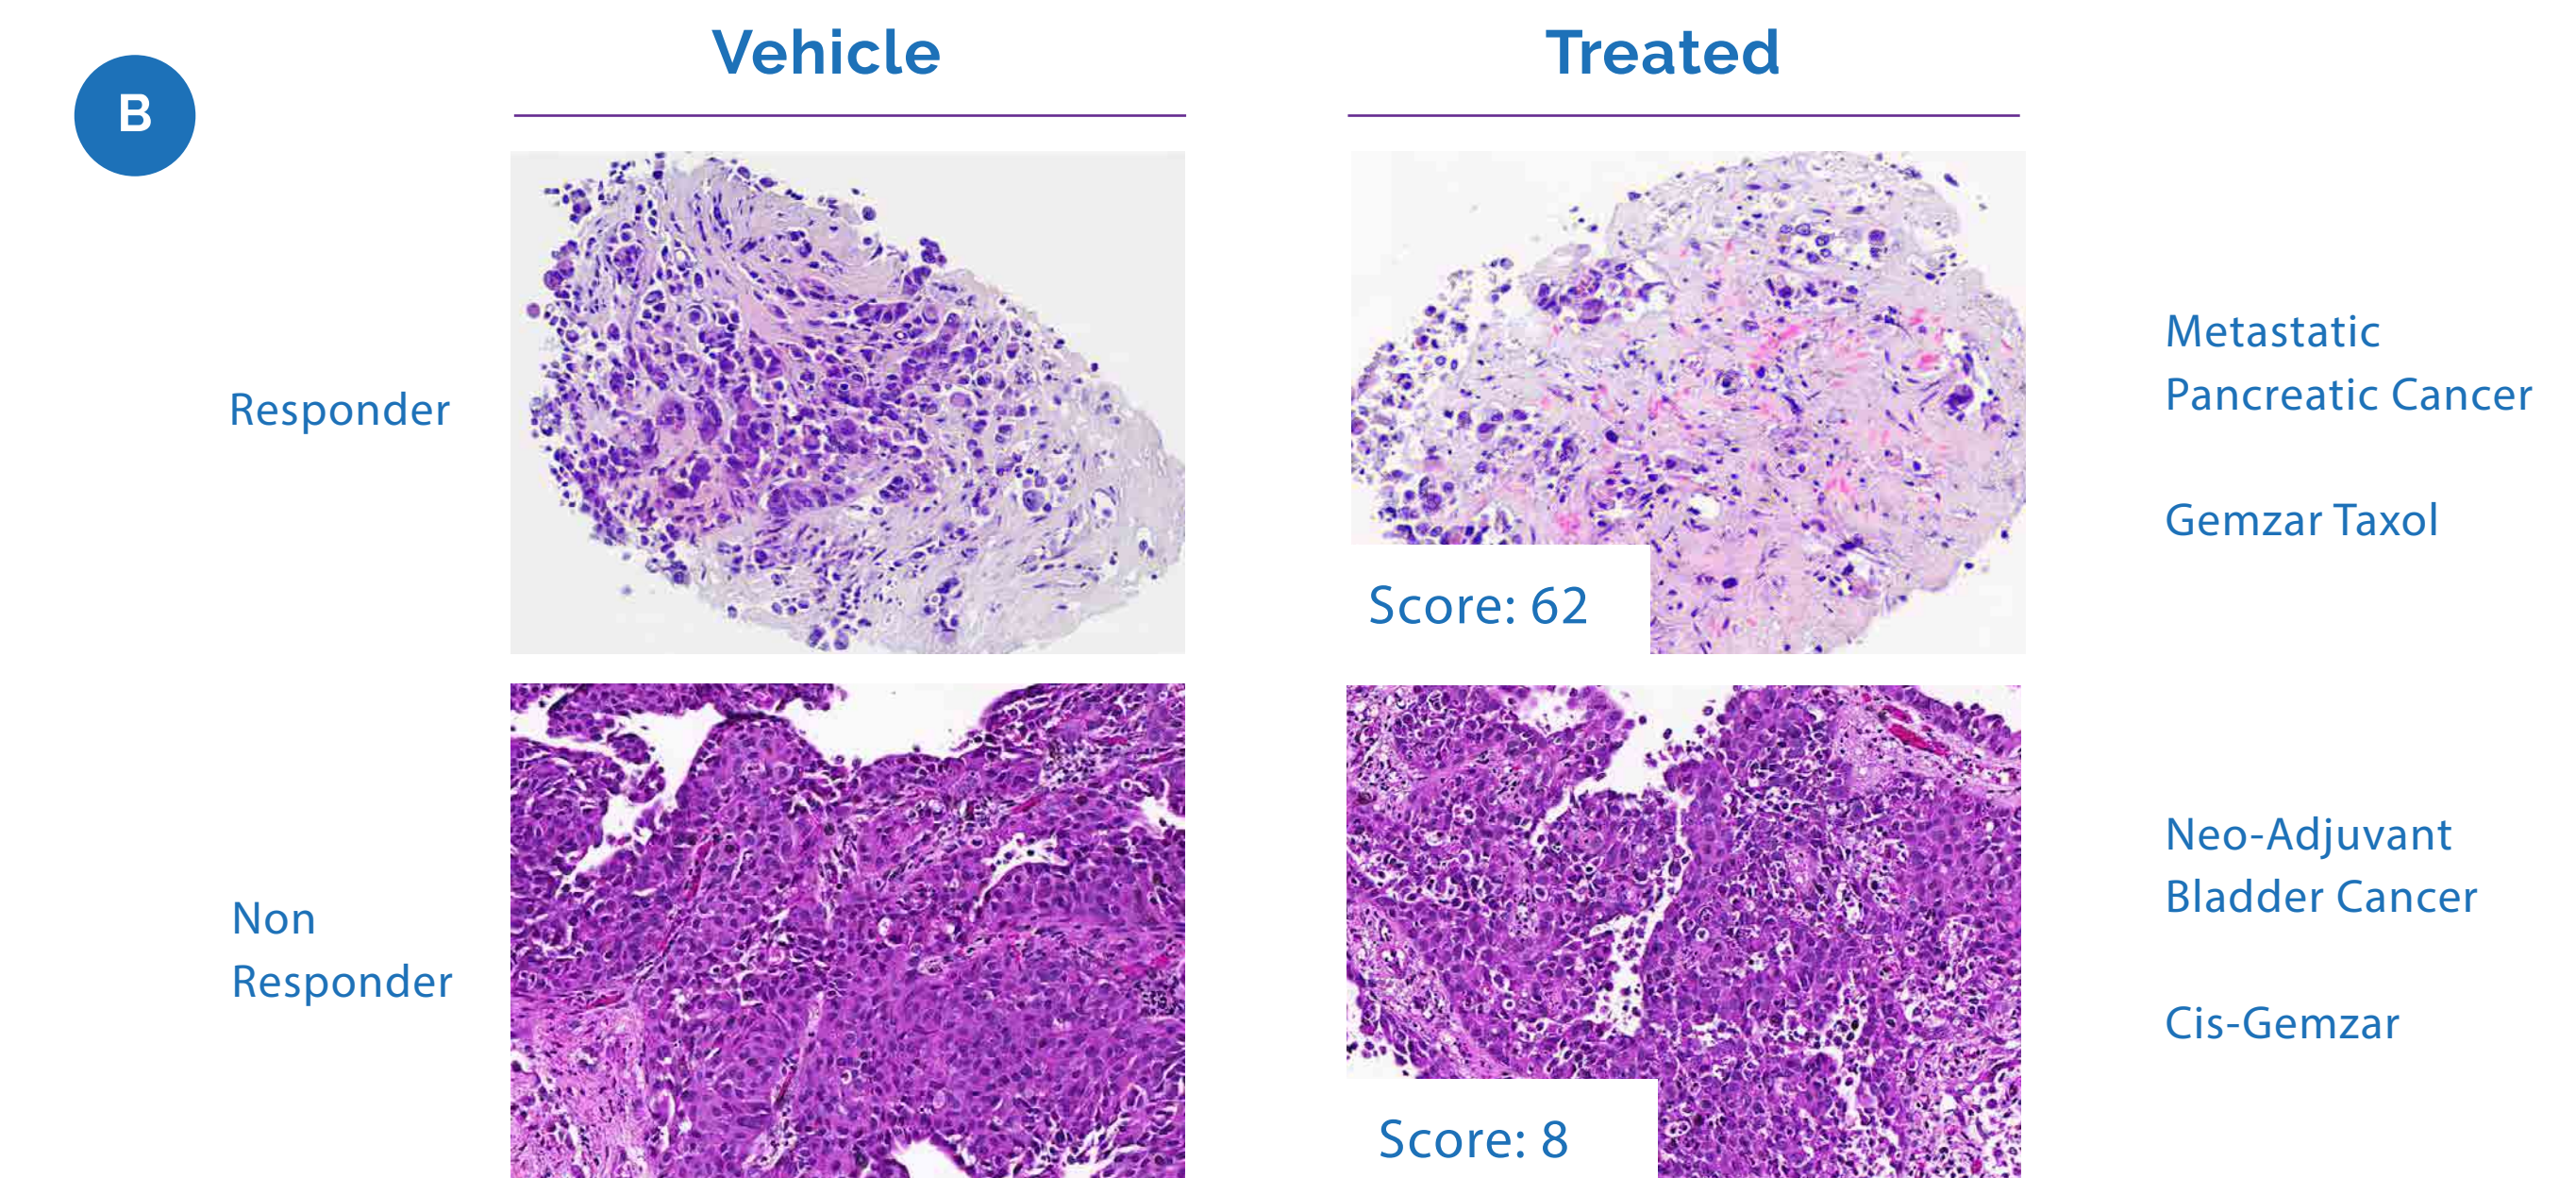 B
Vehicle
Treated
Responder
Score: 62
Metastatic
Pancreatic Cancer
Gemzar Taxol
Non
Responder
Score: 8
Neo-Adjuvant
Bladder Cancer
Cis-Gemzar